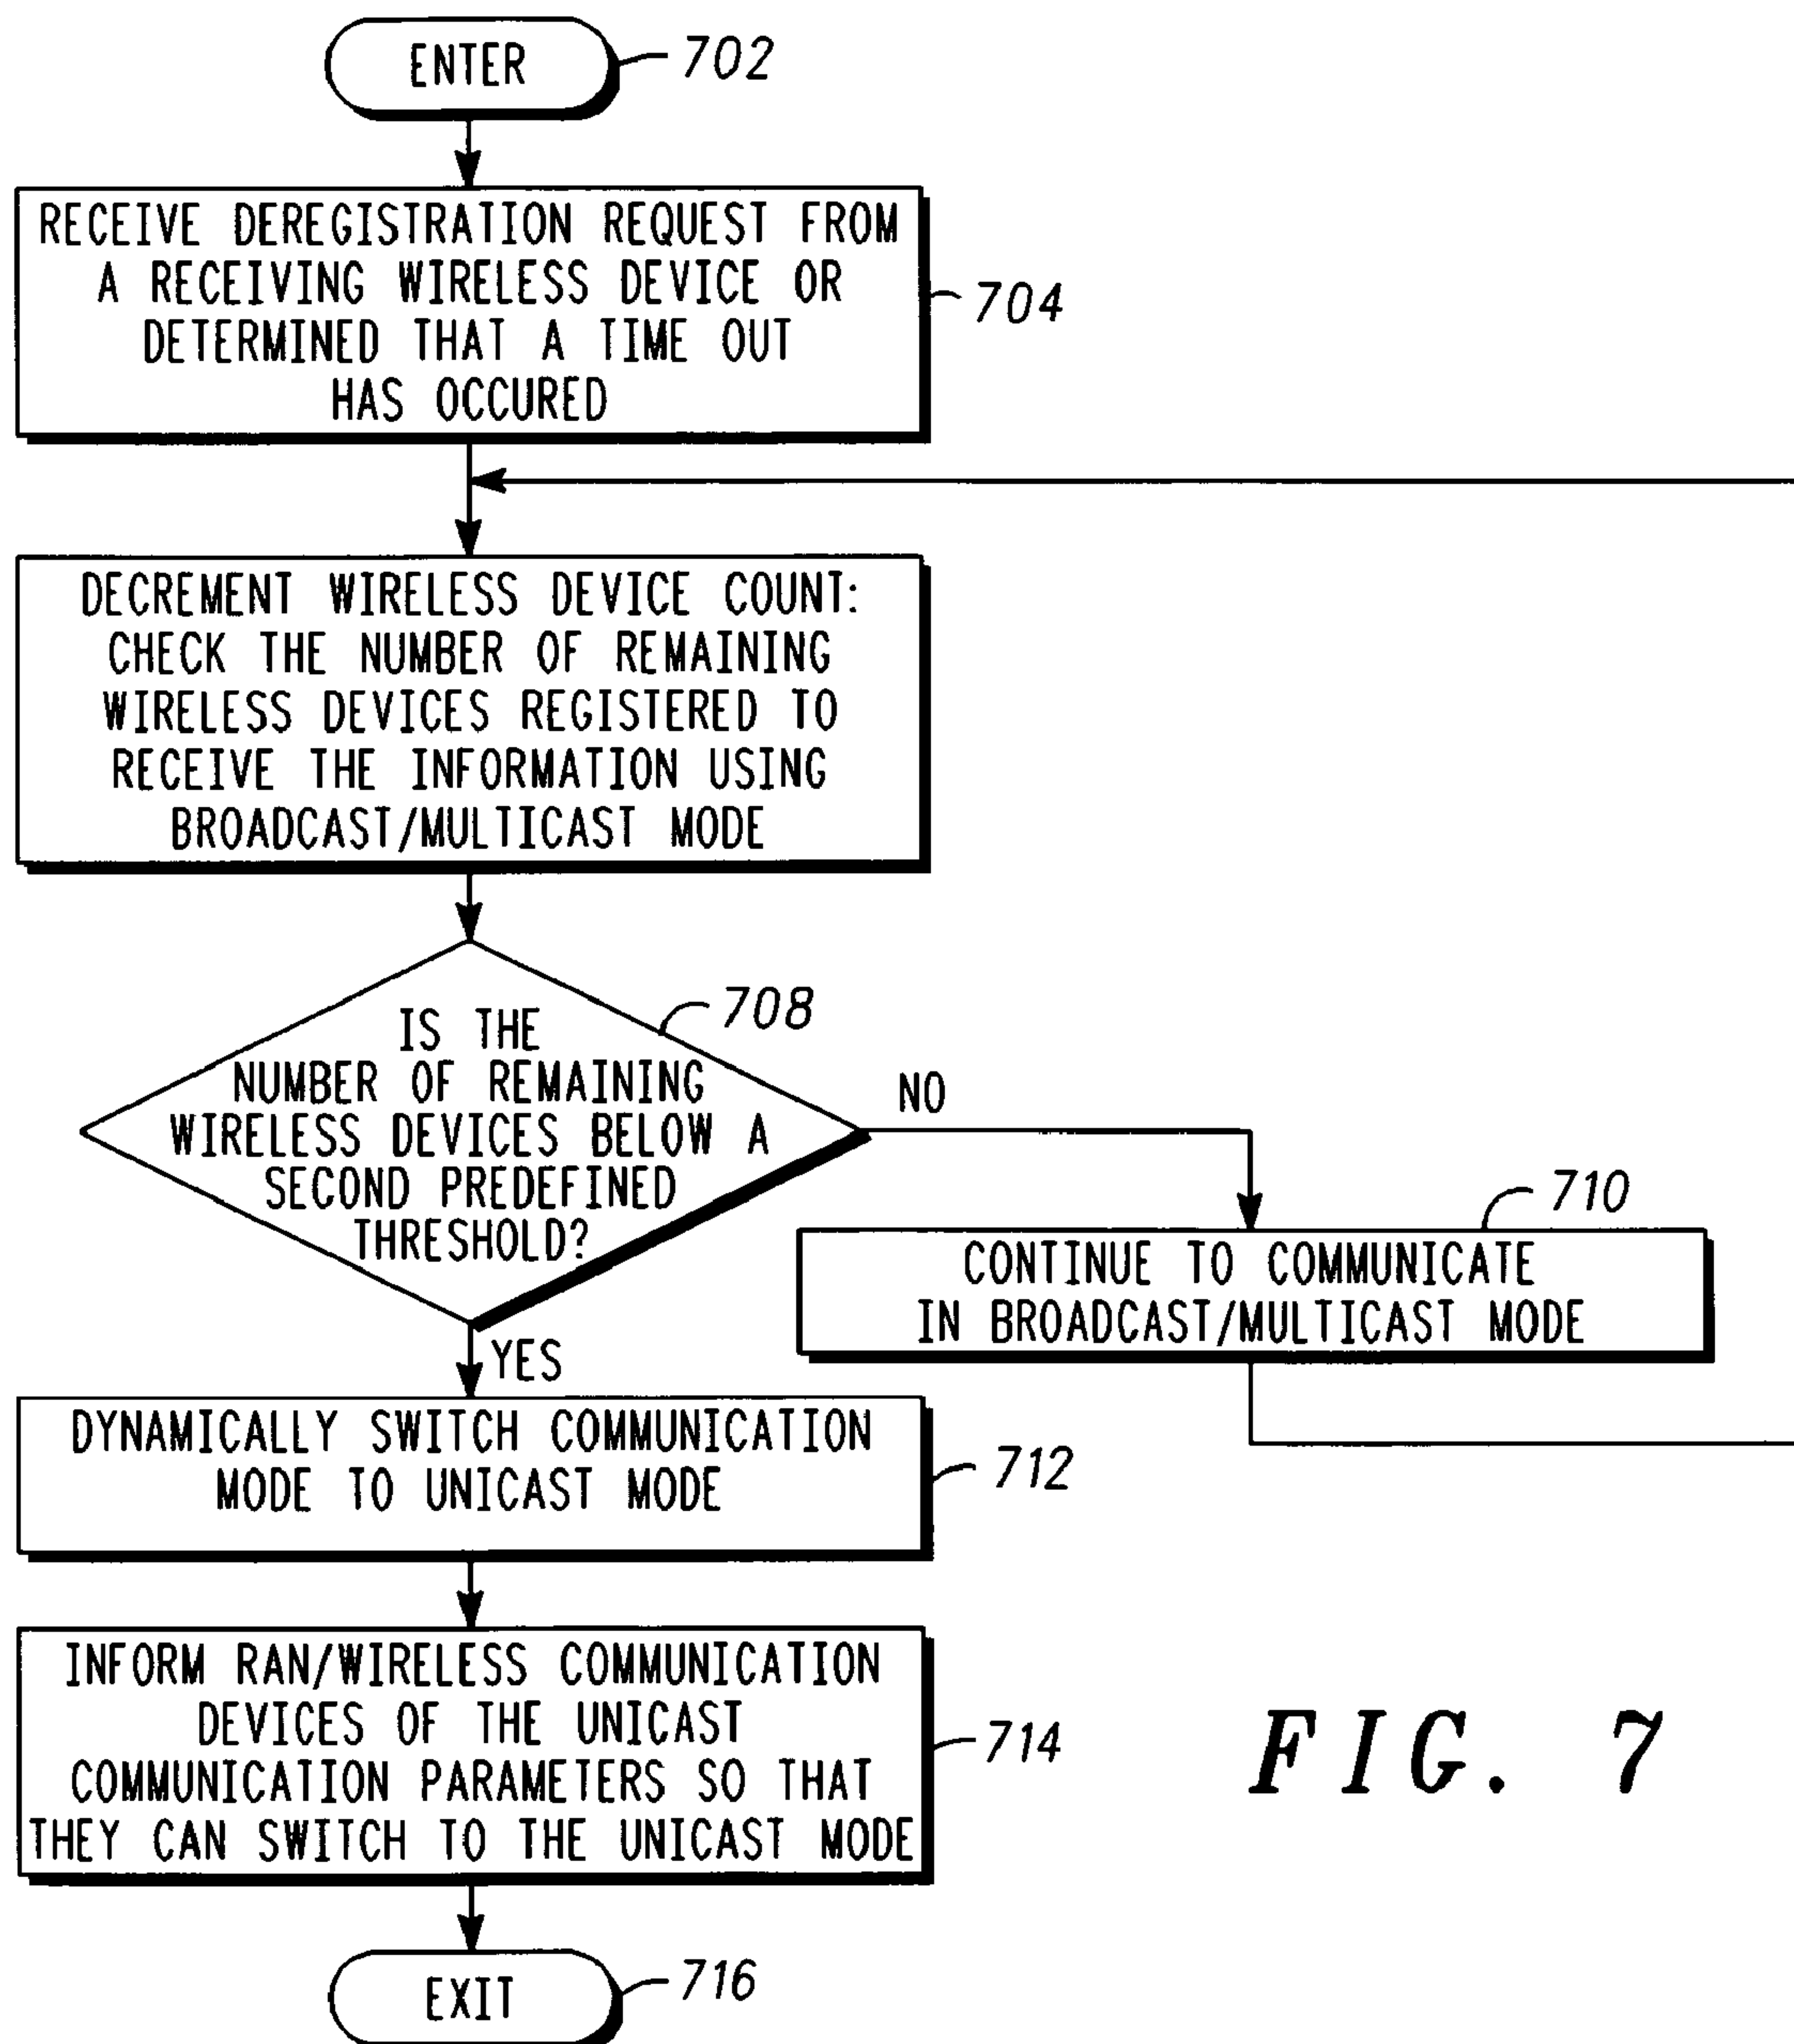 ENTER
702
RECEIVE DEREGISTRATION REQUEST FROM
A RECEIVING WIRELESS DEVICE OR
DETERMINED THAT A TIME OUT
HAS OCCURED
704
DECREMENT WIRELESS DEVICE COUNT:
CHECK THE NUMBER OF REMAINING
WIRELESS DEVICES REGISTERED TO
RECEIVE THE INFORMATION USING
BROADCAST/MULTICAST MODE
IS THE
NUMBER OF REMAINING
WIRELESS DEVICES BELOW A
SECOND PREDEFINED
THRESHOLD?
708
NO
710
CONTINUE TO COMMUNICATE
IN BROADCAST/MULTICAST MODE
YES
DYNAMICALLY SWITCH COMMUNICATION
MODE TO UNICAST MODE
712
INFORM RAN/WIRELESS COMMUNICATION
DEVICES OF THE UNICAST
COMMUNICATION PARAMETERS SO THAT
THEY CAN SWITCH TO THE UNICAST MODE
714
EXIT
716
FIG. 7